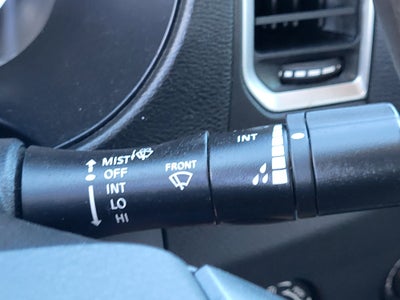 MIST/
OFF
INT
LO
HI
FRONT
INT